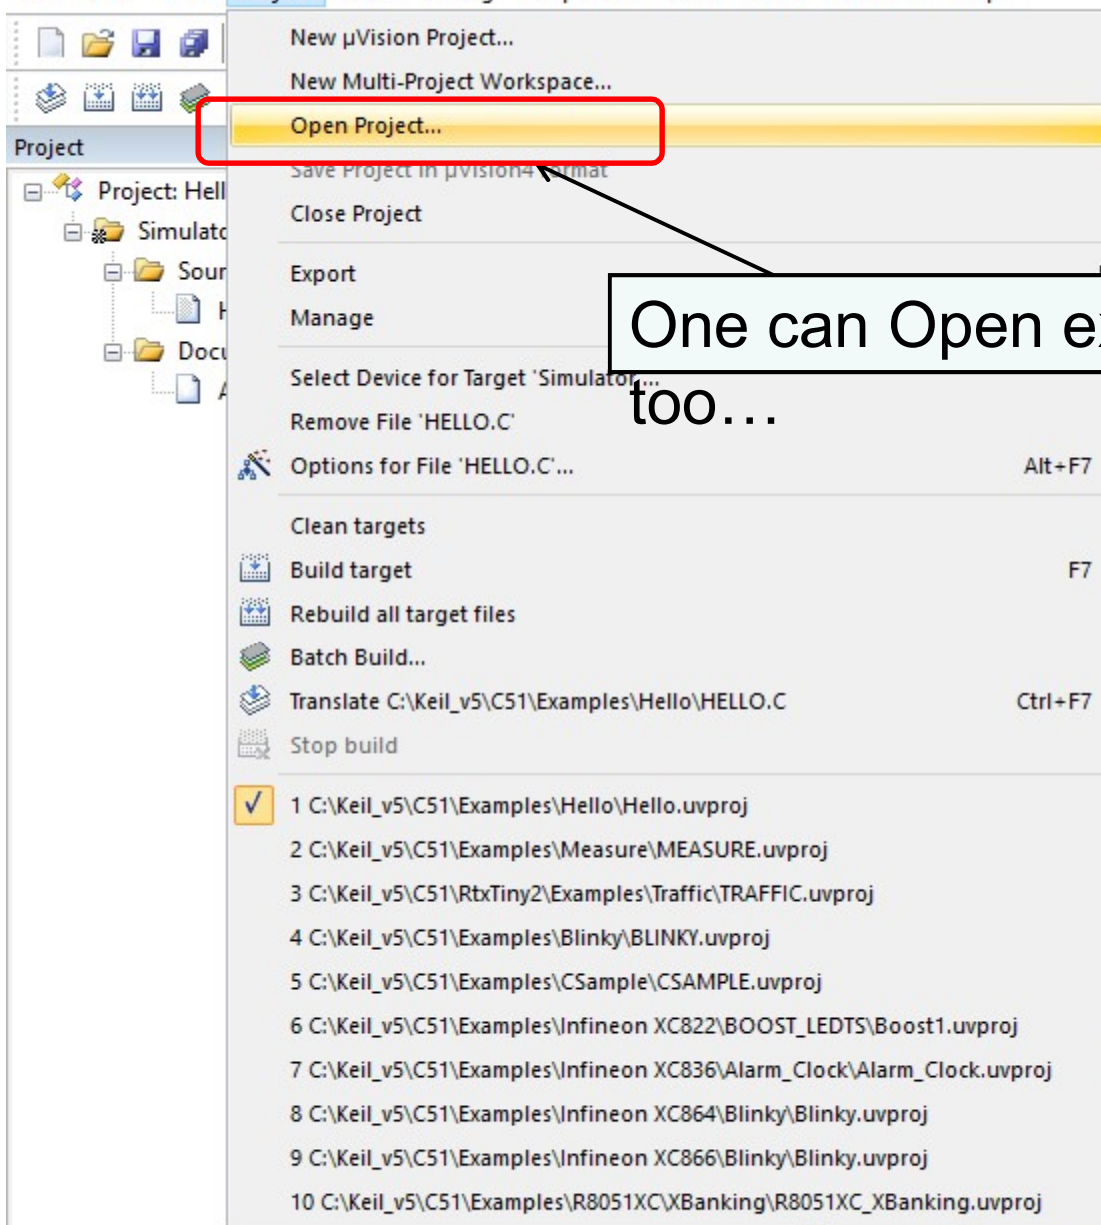 New µVision Project...
New Multi-Project Workspace...
Open Project...
Project
Save Project in µVision4 format
Project: Hell
Close Project
Simulato
Sour
Export
H
Manage
One can Open ex
too…
Docu
Select Device for Target 'Simulator'...
A
Remove File 'HELLO.C'
Options for File 'HELLO.C'... Alt+F7
Clean targets
Build target F7
Rebuild all target files
Batch Build...
Translate C:\Keil_v5\C51\Examples\Hello\HELLO.C Ctrl+F7
Stop build
1 C:\Keil_v5\C51\Examples\Hello\Hello.uvproj
2 C:\Keil_v5\C51\Examples\Measure\MEASURE.uvproj
3 C:\Keil_v5\C51\RtxTiny2\Examples\Traffic\TRAFFIC.uvproj
4 C:\Keil_v5\C51\Examples\Blinky\BLINKY.uvproj
5 C:\Keil_v5\C51\Examples\CSample\CSAMPLE.uvproj
6 C:\Keil_v5\C51\Examples\Infineon XC822\BOOST_LEDTS\Boost1.uvproj
7 C:\Keil_v5\C51\Examples\Infineon XC836\Alarm_Clock\Alarm_Clock.uvproj
8 C:\Keil_v5\C51\Examples\Infineon XC864\Blinky\Blinky.uvproj
9 C:\Keil_v5\C51\Examples\Infineon XC866\Blinky\Blinky.uvproj
10 C:\Keil_v5\C51\Examples\R8051XC\XBanking\R8051XC_XBanking.uvproj